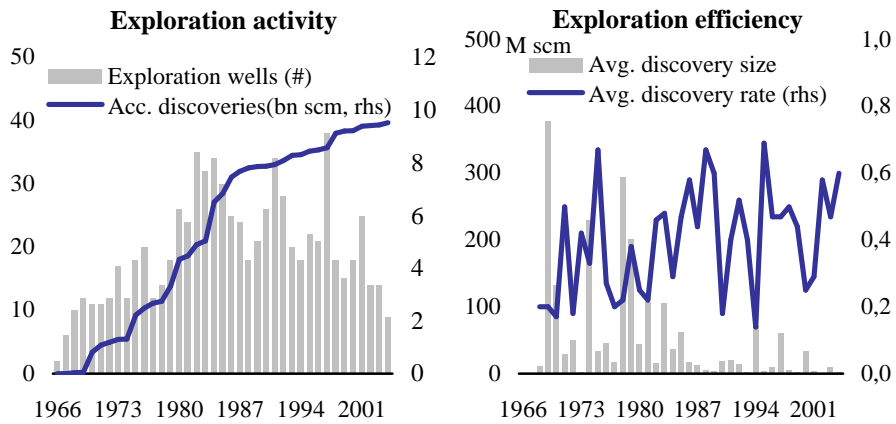 Exploration activity
50
40
30
20
10
0
12
10
8
6
4
2
0
Exploration wells (#)
Acc. discoveries(bn scm, rhs)
1966 1973 1980 1987 1994 2001
Exploration efficiency
M scm
500
400
300
200
100
0
1,0
0,8
0,6
0,4
0,2
0,0
Avg. discovery size
Avg. discovery rate (rhs)
1966 1973 1980 1987 1994 2001